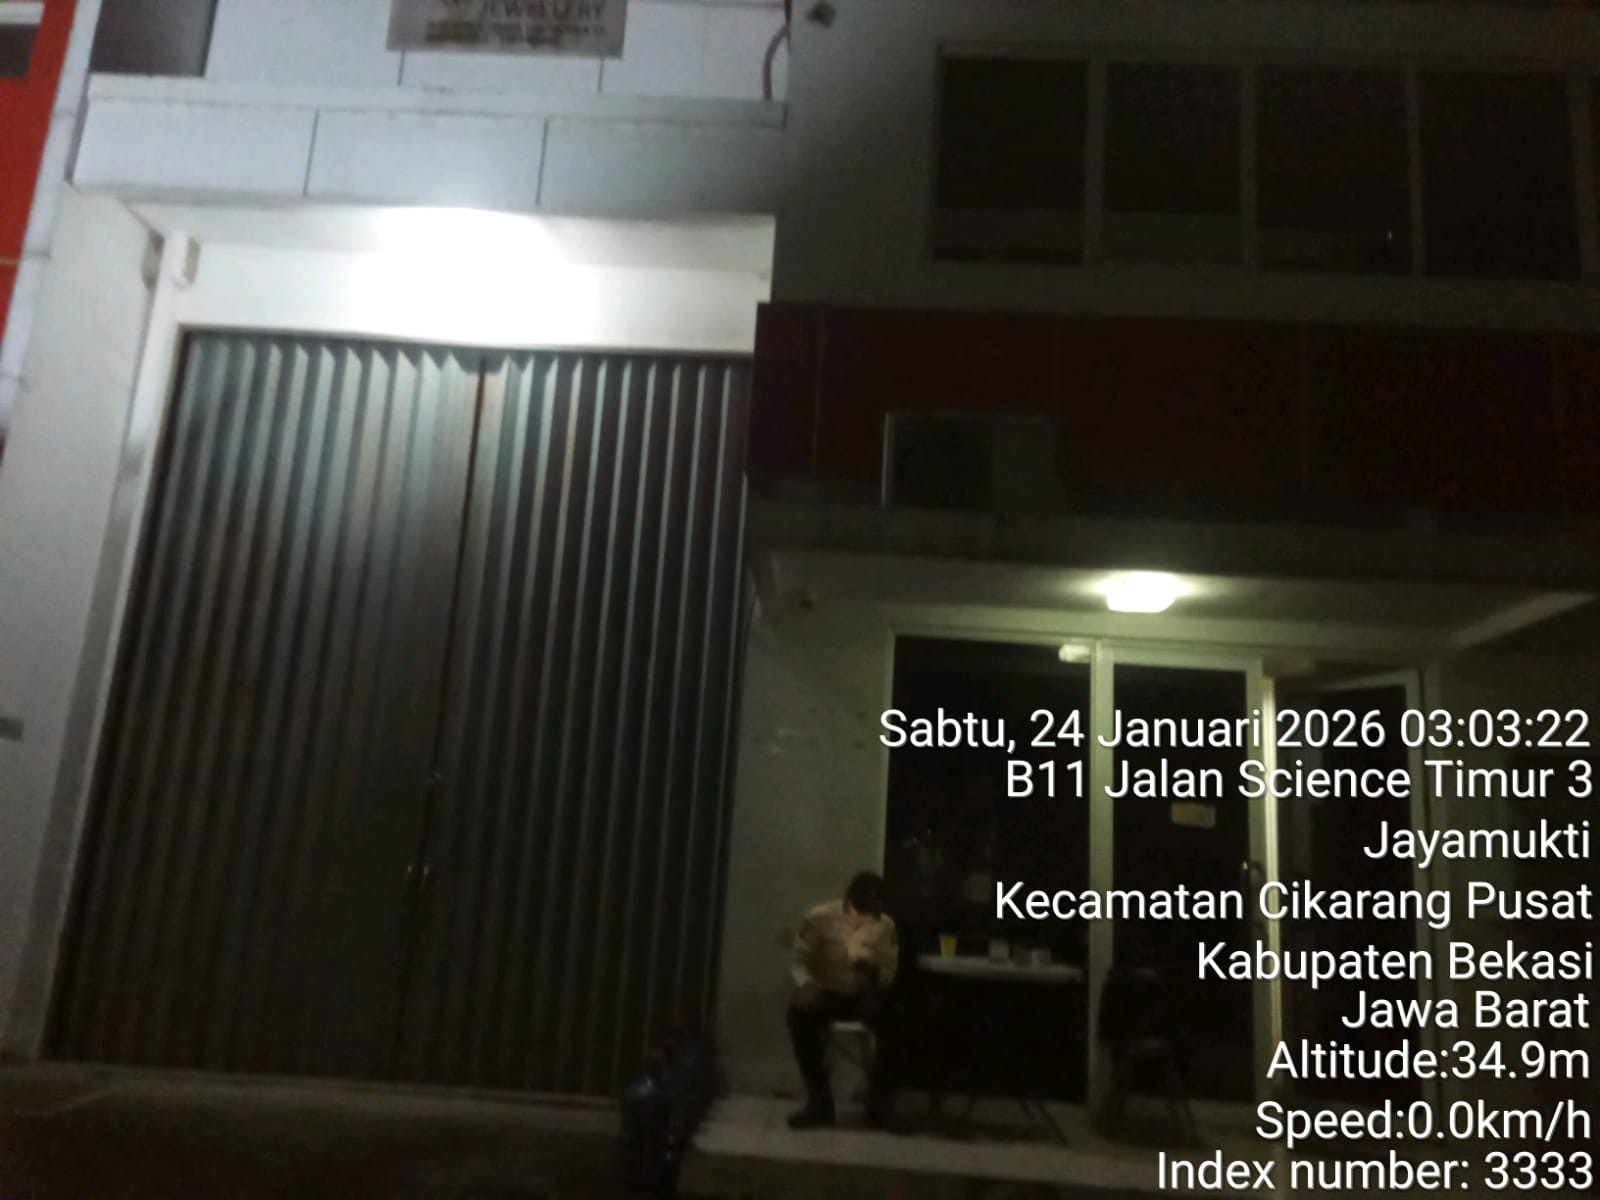 JEWELLERY
Sabtu, 24 Januari 2026 03:03:22
B11 Jalan Science Timur 3
Jayamukti
Kecamatan Cikarang Pusat
Kabupaten Bekasi
Jawa Barat
Altitude:34.9m
Speed:0.0km/h
Index number: 3333